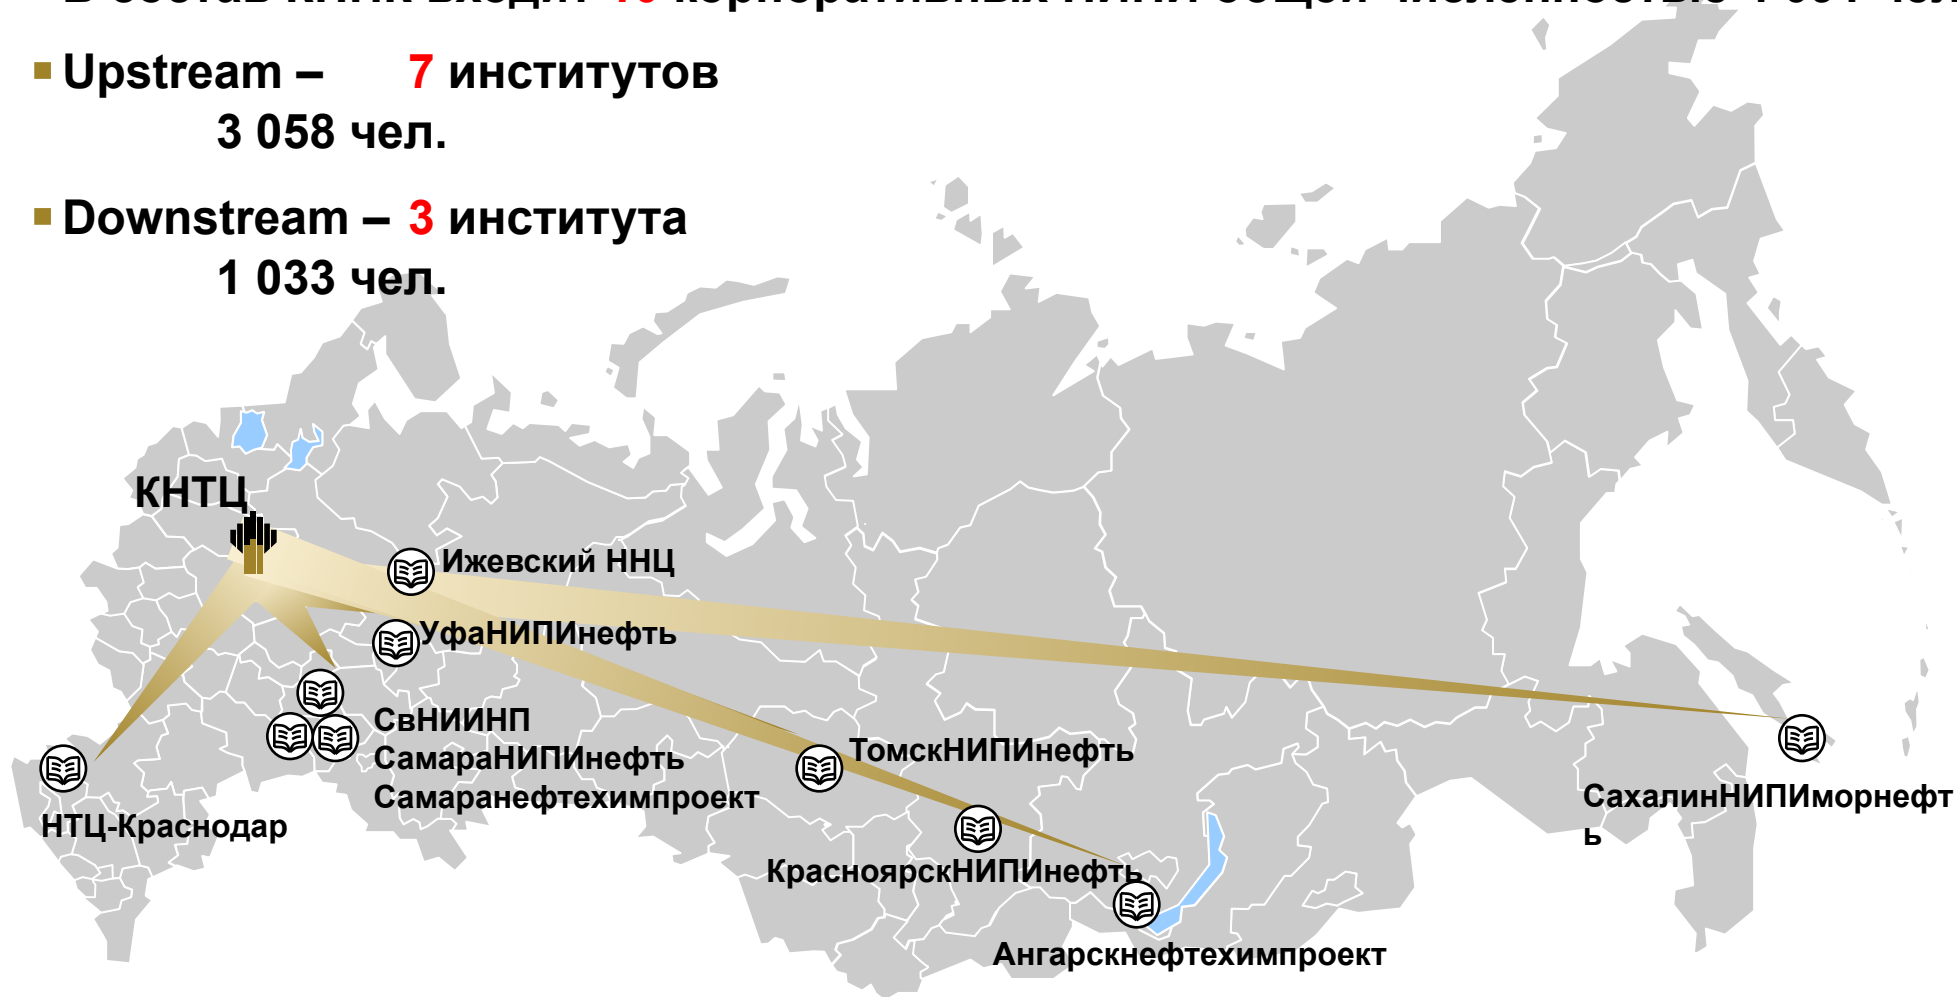 Upstream – 7 институтов
3 058 чел.
Downstream – 3 института
1 033 чел.
КНТЦ
Ижевский ННЦ
УфаНИПИнефть
СвНИИНП
СамараНИПИнефть
Самаранефтехимпроект
НТЦ-Краснодар
ТомскНИПИнефть
КрасноярскНИПИнефть
Ангарскнефтехимпроект
СахалинНИПИморнефт
ь